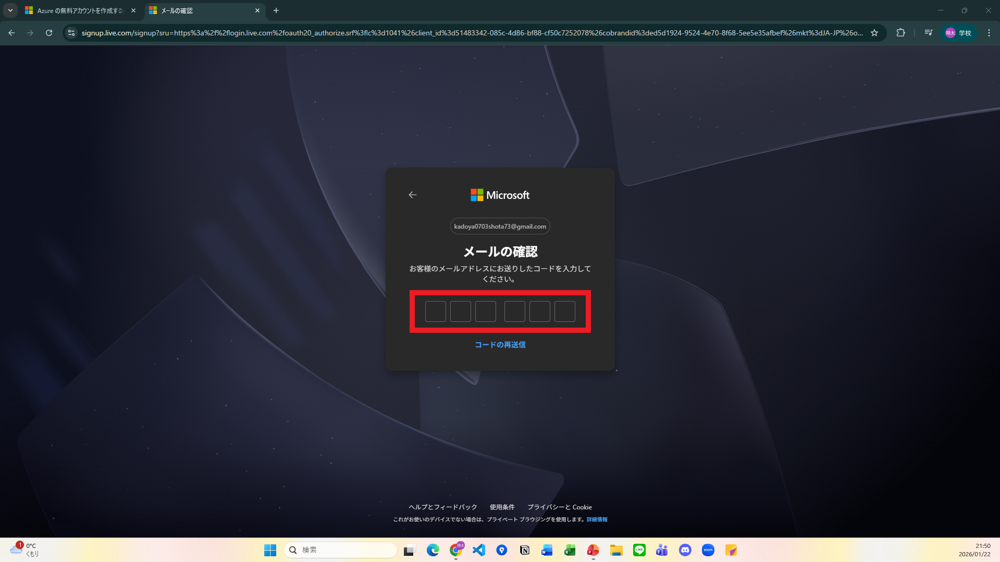 Azure の無料アカウントを作成する
メールの確認
signup.live.com/signup?sru=https%3a%2f%2flogin.live.com%2foauth20_authorize.srf%3flc%3d1041%26client_id%3d51483342-085c-4d86-bf88-cf50c7252078%26cobrandid%3ded5d1924-9524-4e70-8f68-5ee5e35afbef%26mkt%3dJA-JP%26o...
翔太 学校
Microsoft
kadoya0703shota73@gmail.com
メールの確認
お客様のメールアドレスにお送りしたコードを入力して
ください。
コードの再送信
ヘルプとフィードバック 使用条件 プライバシーと Cookie
これがお使いのデバイスでない場合は、プライベート ブラウジングを使用します。詳細情報
1
0°C
くもり
検索
翔太
LINE
zoom
21:50
2026/01/22